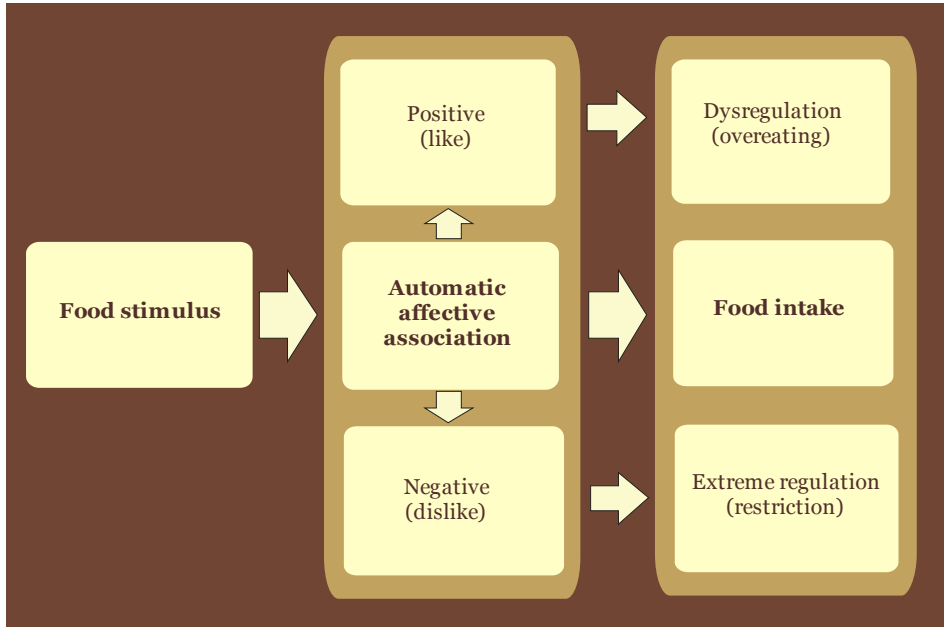 Food stimulus
Positive
(like)
Automatic
affective
association
Negative
(dislike)
Dysregulation
(overeating)
Food intake
Extreme regulation
(restriction)